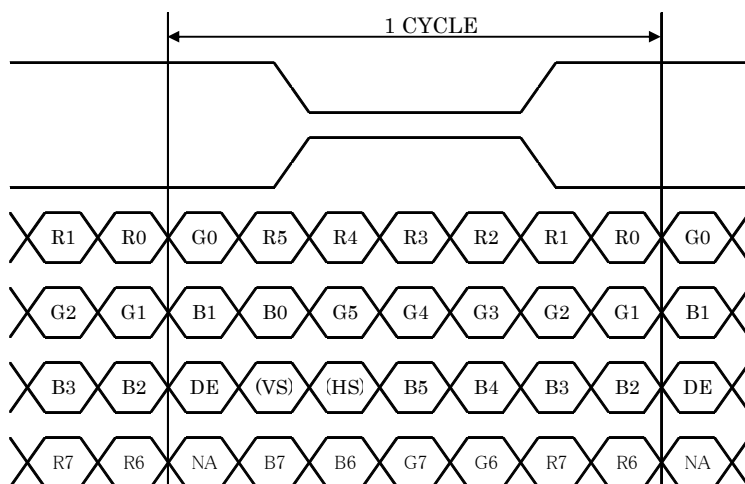 1 CYCLE
R1 R0 G0 R5 R4 R3 R2 R1 R0 G0
G2 G1 B1 B0 G5 G4 G3 G2 G1 B1
B3 B2 DE (VS) (HS) B5 B4 B3 B2 DE
R7 R6 NA B7 B6 G7 G6 R7 R6 NA